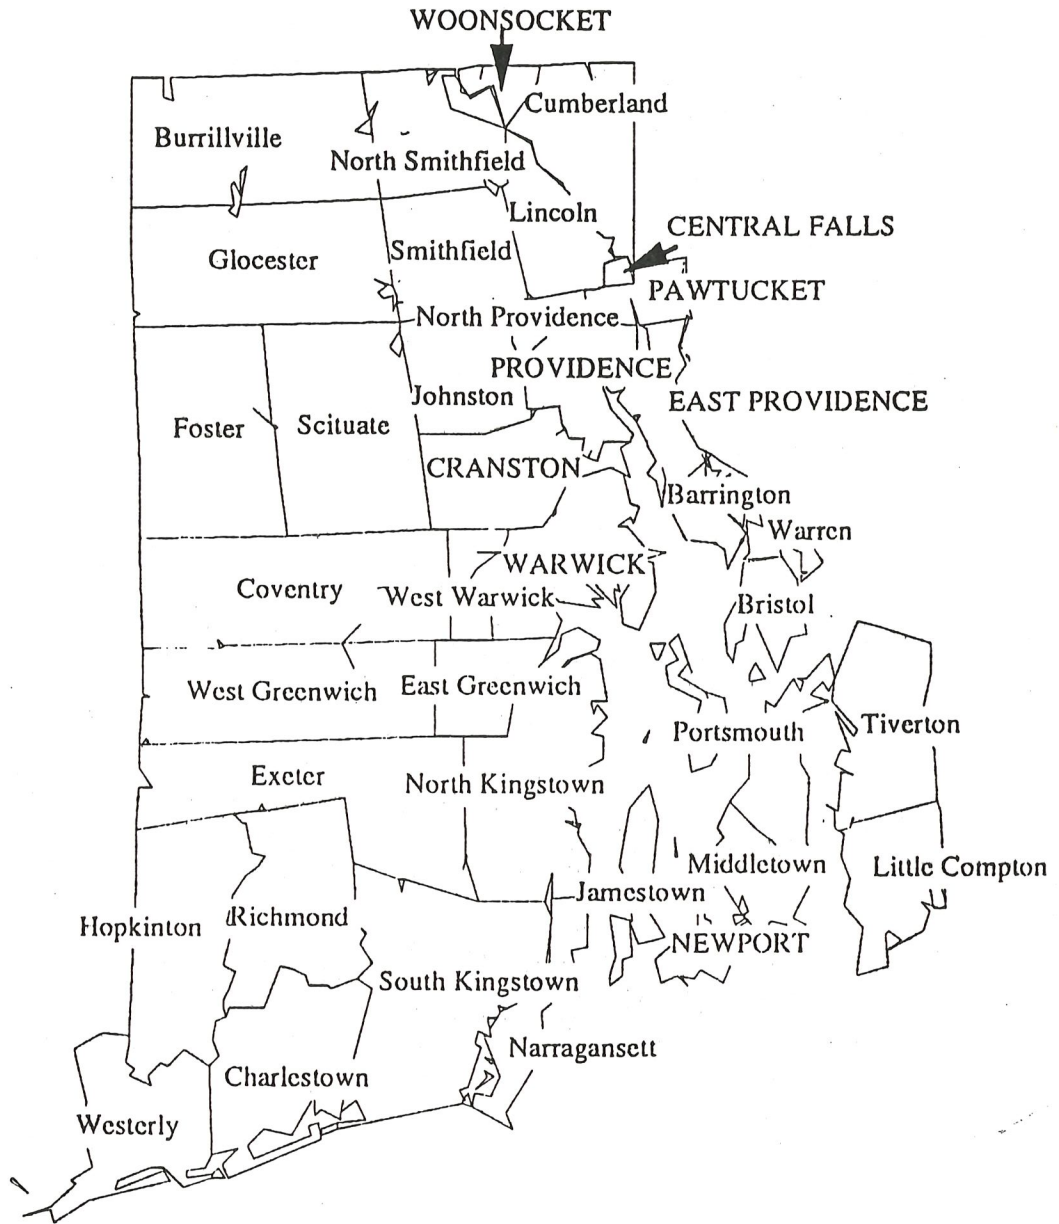 WOONSOCKET
Cumberland
Burrillville
North Smithfield
Lincoln
CENTRAL FALLS
Smithfield
Glocester
PAWTUCKET
North Providence
PROVIDENCE
Johnston
EAST PROVIDENCE
Foster
Scituate
CRANSTON
Barrington
Warren
WARWICK
Coventry
West Warwick
Bristol
West Greenwich
East Greenwich
Tiverton
Portsmouth
Exeter
North Kingstown
Middletown
Little Compton
Jamestown
Hopkinton
Richmond
NEWPORT
South Kingstown
Narragansett
Charlestown
Westerly